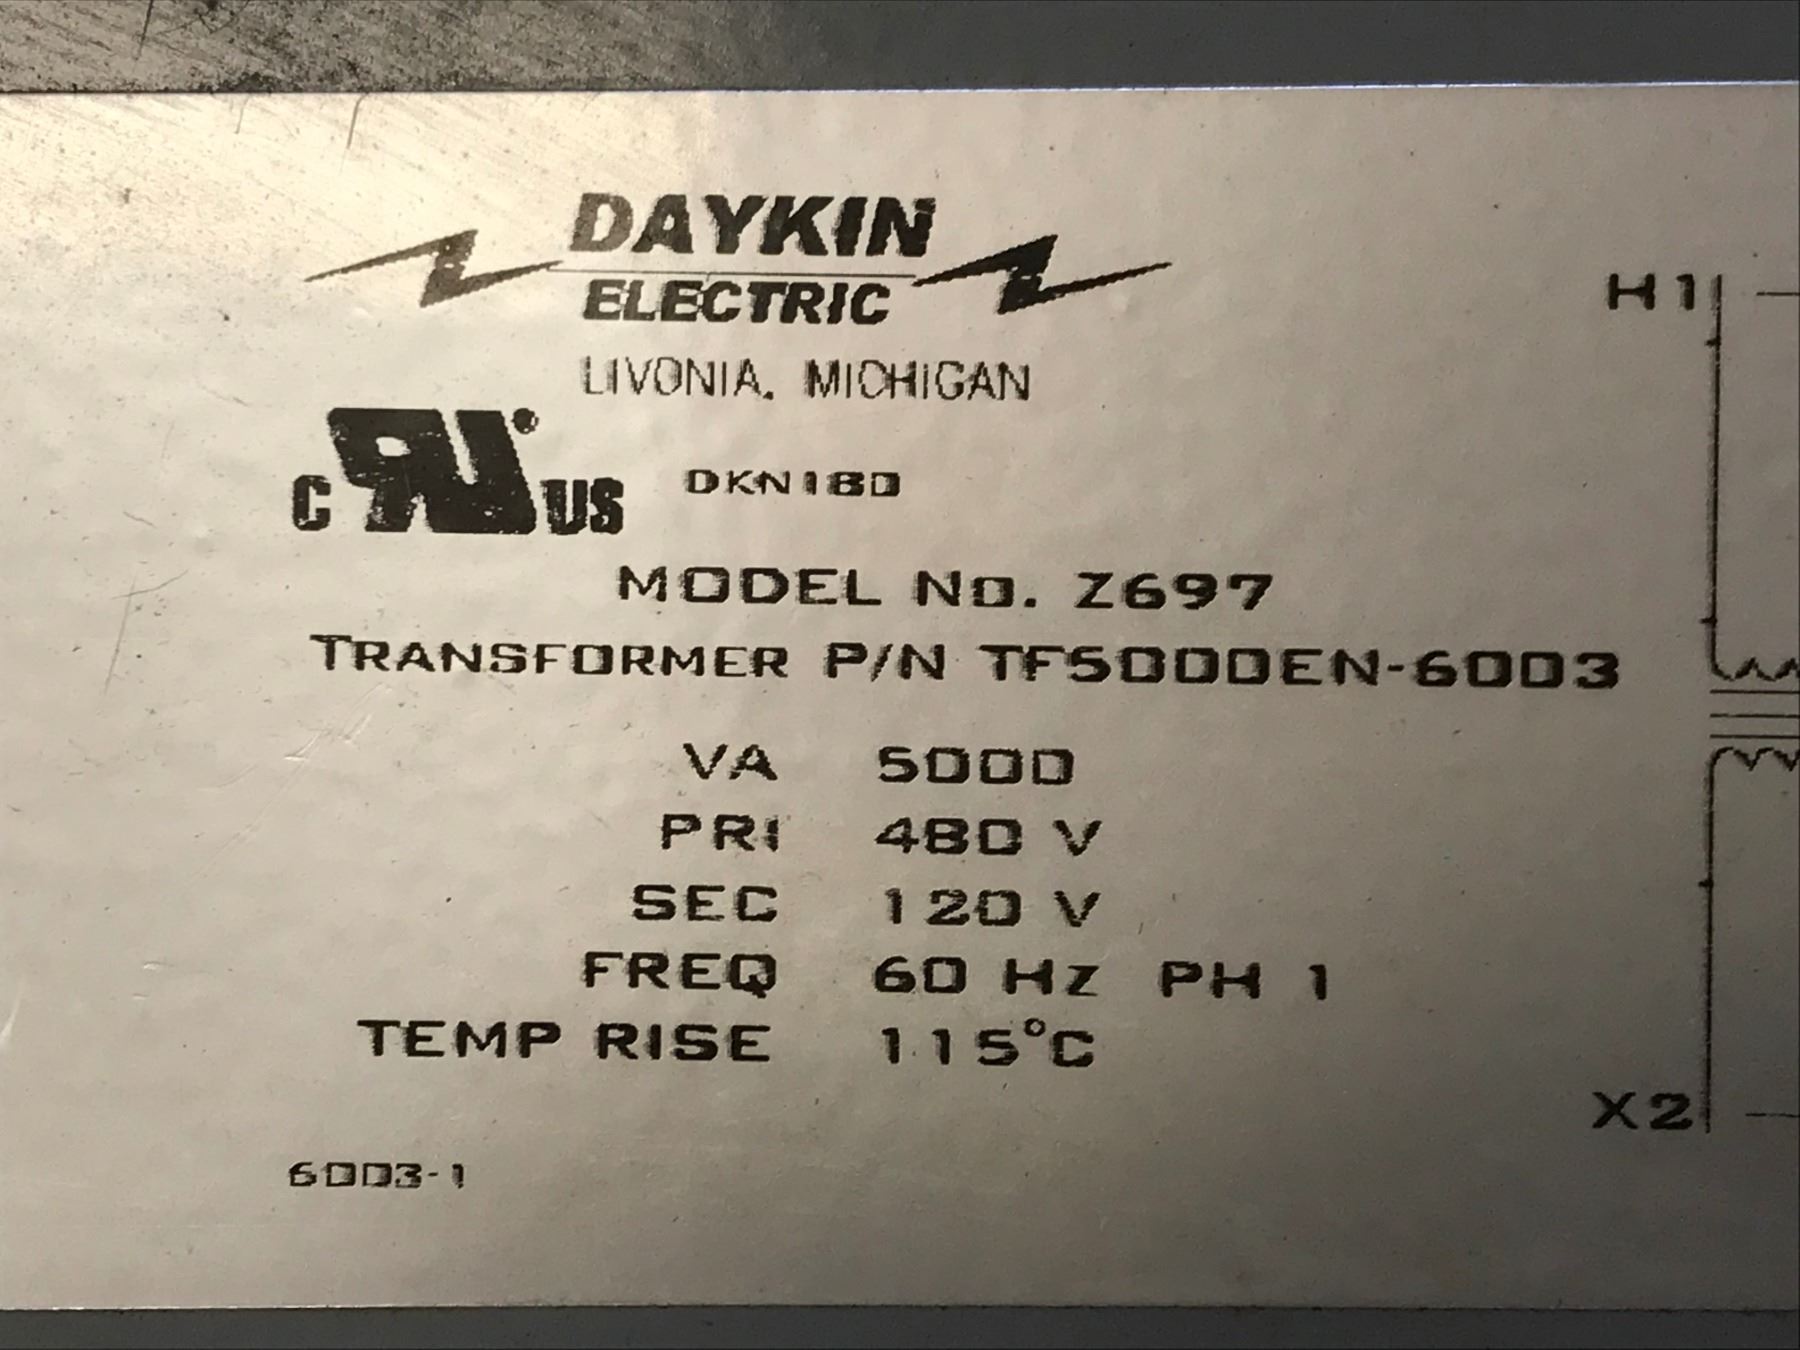 DAYKIN
ELECTRIC
LIVONIA, MICHIGAN
C RU® US DKN180
MODEL No. Z697
TRANSFORMER P/N TF5000EN-6003
VA 5000
PRI 480 V
SEC 120 V
FREQ 60 Hz PH 1
TEMP RISE 115°C
6003-1
H1
X2